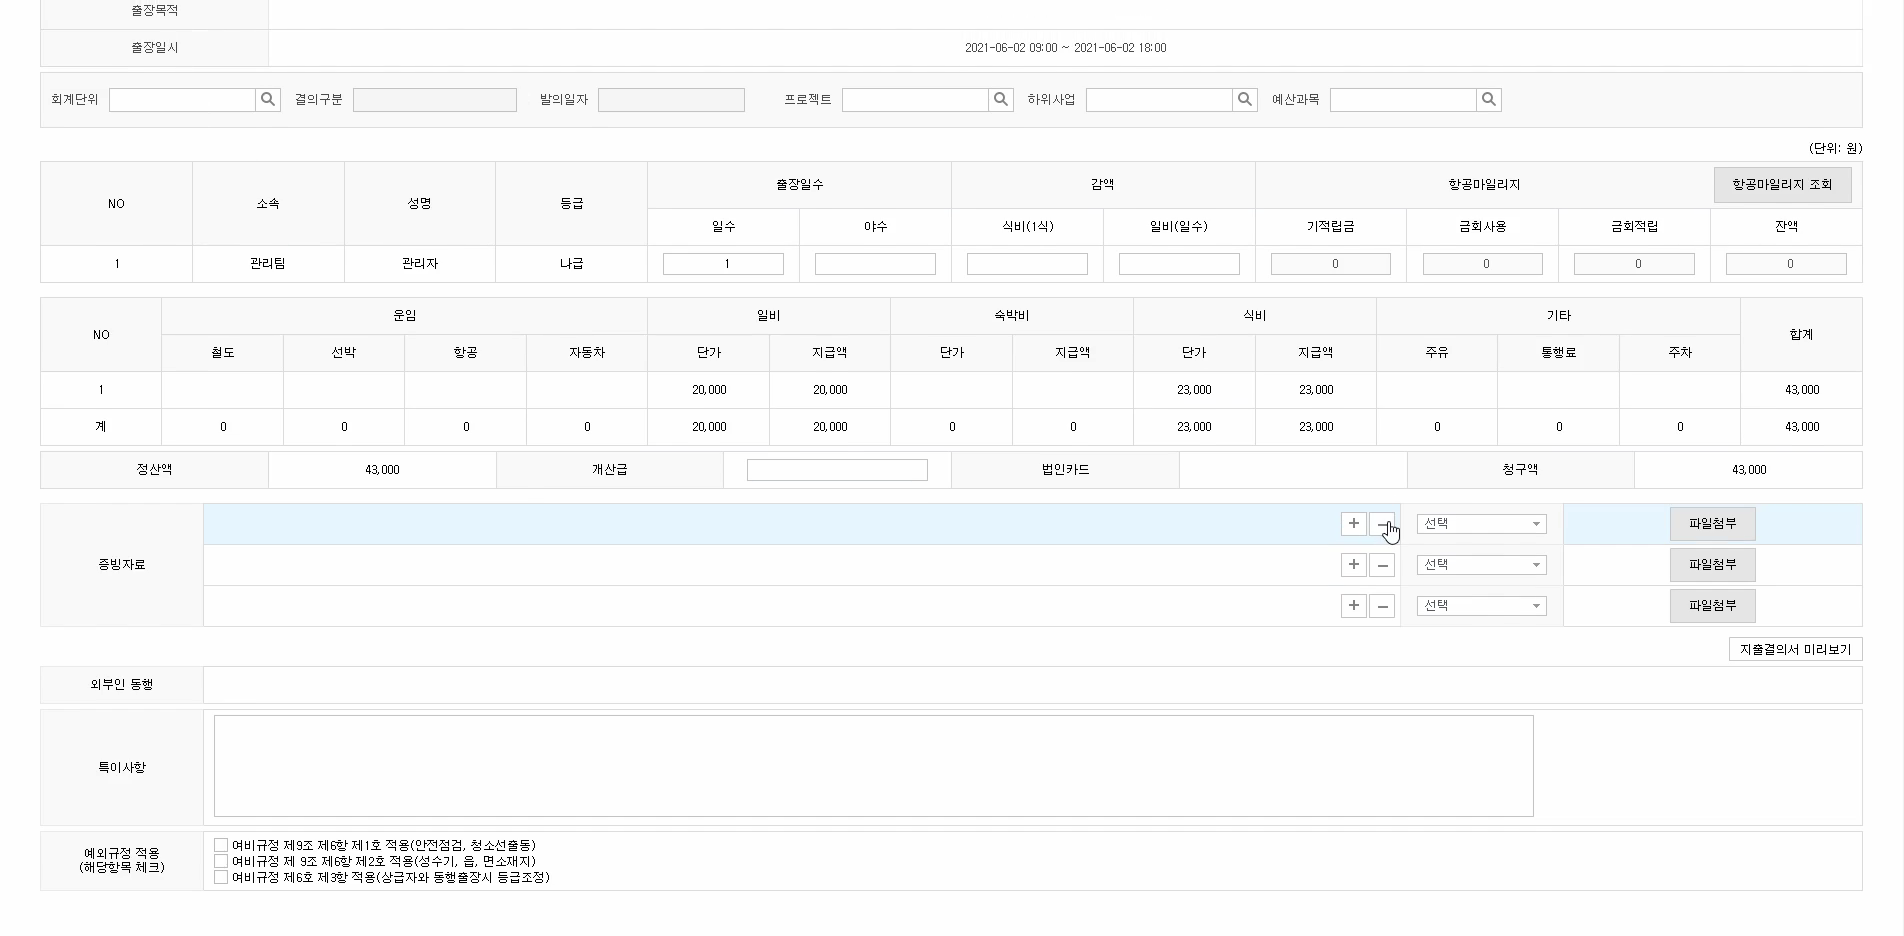 출장목적
출장일시 2021-06-02 09:00 ~ 2021-06-02 18:00
회계단위 결의구분 발의일자 프로젝트 하위사업 예산과목
(단위: 원)
NO 소속 성명 등급 출장일수 감액 항공마일리지 항공마일리지 조회
일수 야수 식비(1식) 일비(일수) 기적립금 금회사용 금회적립 잔액
1 관리팀 관리자 나급 1 0 0 0 0
NO 운임 일비 숙박비 식비 기타 합계
철도 선박 항공 자동차 단가 지급액 단가 지급액 단가 지급액 주유 통행료 주차
1 20,000 20,000 23,000 23,000 43,000
계 0 0 0 0 20,000 20,000 0 0 23,000 23,000 0 0 0 43,000
정산액 43,000 개산급 법인카드 청구액 43,000
증빙자료 + - 선택 파일첨부
+ - 선택 파일첨부
+ - 선택 파일첨부
지출결의서 미리보기
외부인 동행
특이사항
예외규정 적용
(해당항목 체크)
여비규정 제9조 제6항 제1호 적용(안전점검, 청소선출동)
여비규정 제 9조 제6항 제2호 적용(성수기, 읍, 면소재지)
여비규정 제6호 제3항 적용(상급자와 동행출장시 등급조정)